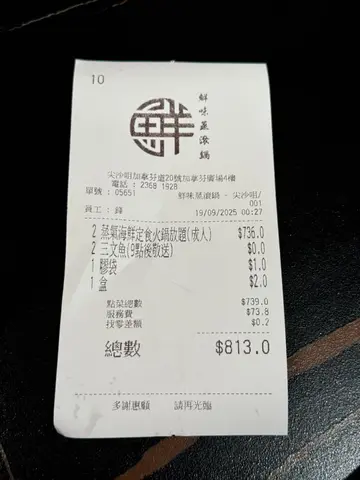 10
鮮
鮮味蒸滾鍋
尖沙咀加拿芬道20號加拿芬廣場4樓
電話 : 2368 1928
單號 : 05651 鮮味蒸滾鍋 - 尖沙咀/
001
員工 : 鋒 19/09/2025 00:27
2 蒸氣海鮮定食火鍋放題(成人) $736.0
2 三文魚(9點後敬送) $0.0
1 膠袋 $1.0
1 盒 $2.0
點菜總數 $739.0
服務費 $73.8
找零差額 $0.2
總數 $813.0
多謝惠顧 請再光臨